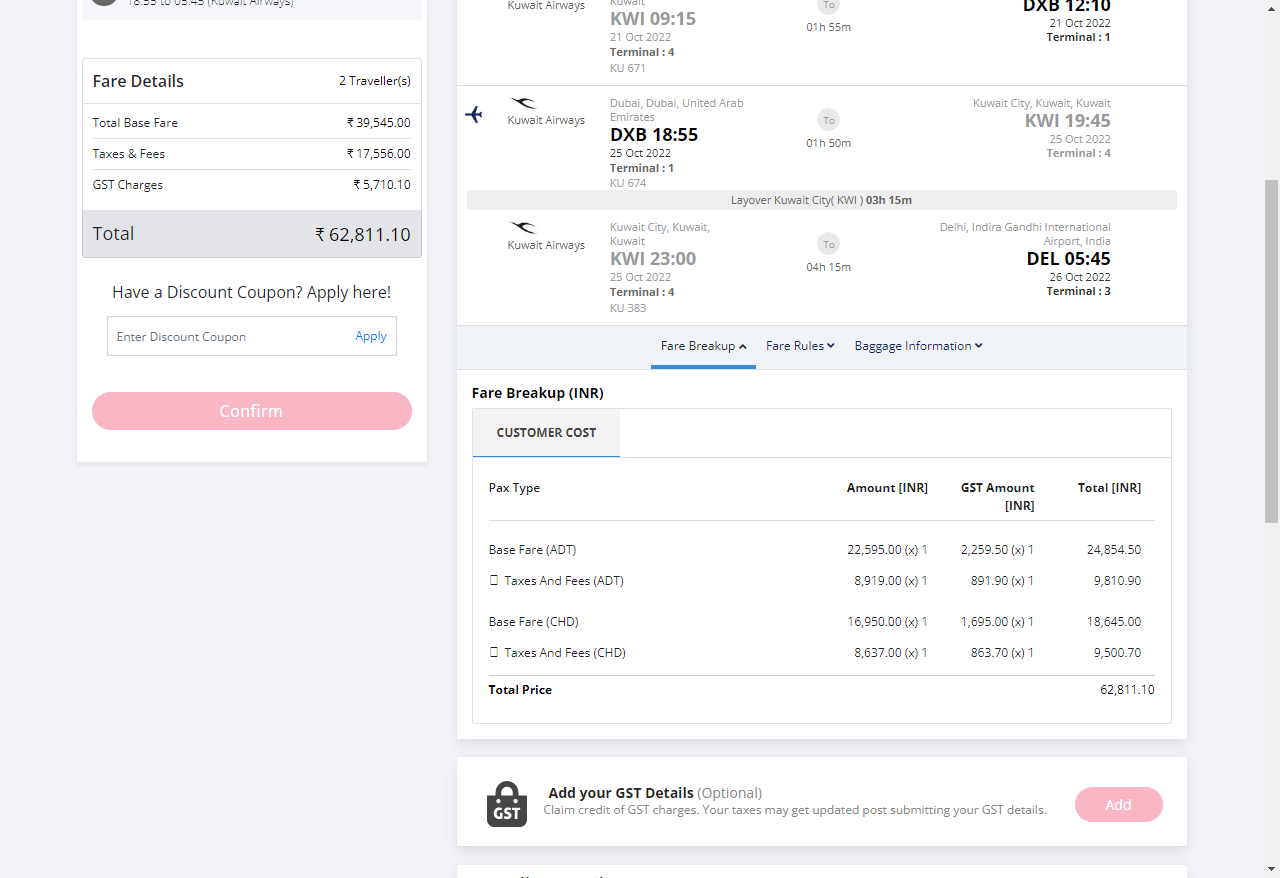 18:55 to 05:45 (Kuwait Airways)
Fare Details
2 Traveller(s)
Total Base Fare
₹ 39,545.00
Taxes & Fees
₹ 17,556.00
GST Charges
₹ 5,710.10
Total
₹ 62,811.10
Have a Discount Coupon? Apply here!
Enter Discount Coupon
Apply
Confirm
Kuwait Airways
Kuwait
KWI 09:15
21 Oct 2022
Terminal : 4
KU 671
To
01h 55m
DXB 12:10
21 Oct 2022
Terminal : 1
Kuwait Airways
Dubai, Dubai, United Arab
Emirates
DXB 18:55
25 Oct 2022
Terminal : 1
KU 674
To
01h 50m
Kuwait City, Kuwait, Kuwait
KWI 19:45
25 Oct 2022
Terminal : 4
Layover Kuwait City( KWI ) 03h 15m
Kuwait Airways
Kuwait City, Kuwait,
Kuwait
KWI 23:00
25 Oct 2022
Terminal : 4
KU 383
To
04h 15m
Delhi, Indira Gandhi International
Airport, India
DEL 05:45
26 Oct 2022
Terminal : 3
Fare Breakup
Fare Rules
Baggage Information
Fare Breakup (INR)
CUSTOMER COST
Pax Type
Amount [INR]
GST Amount
[INR]
Total [INR]
Base Fare (ADT)
22,595.00 (x) 1
2,259.50 (x) 1
24,854.50
Taxes And Fees (ADT)
8,919.00 (x) 1
891.90 (x) 1
9,810.90
Base Fare (CHD)
16,950.00 (x) 1
1,695.00 (x) 1
18,645.00
Taxes And Fees (CHD)
8,637.00 (x) 1
863.70 (x) 1
9,500.70
Total Price
62,811.10
GST
Add your GST Details (Optional)
Claim credit of GST charges. Your taxes may get updated post submitting your GST details.
Add